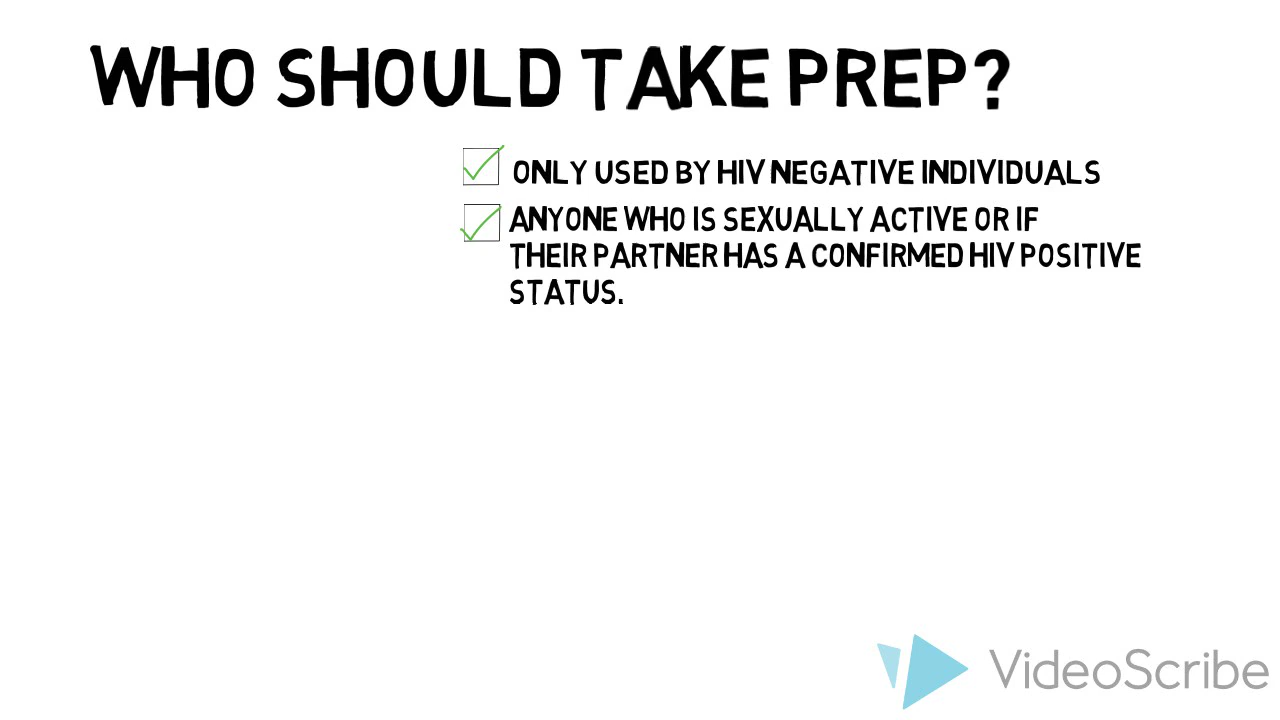 WHO SHOULD TAKE PREP?
ONLY USED BY HIV NEGATIVE INDIVIDUALS
ANYONE WHO IS SEXUALLY ACTIVE OR IF
THEIR PARTNER HAS A CONFIRMED HIV POSITIVE
STATUS.
VideoScribe